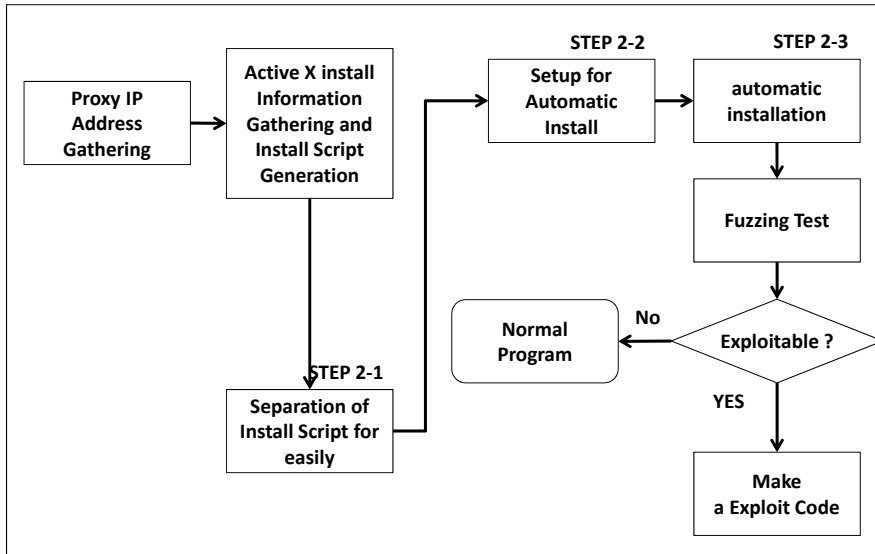 Proxy IP
Address
Gathering
Active X install
Information
Gathering and
Install Script
Generation
STEP 2-1
Separation of
Install Script for
easily
STEP 2-2
Setup for
Automatic
Install
STEP 2-3
automatic
installation
Fuzzing Test
Exploitable ?
No
Normal
Program
YES
Make
a Exploit Code